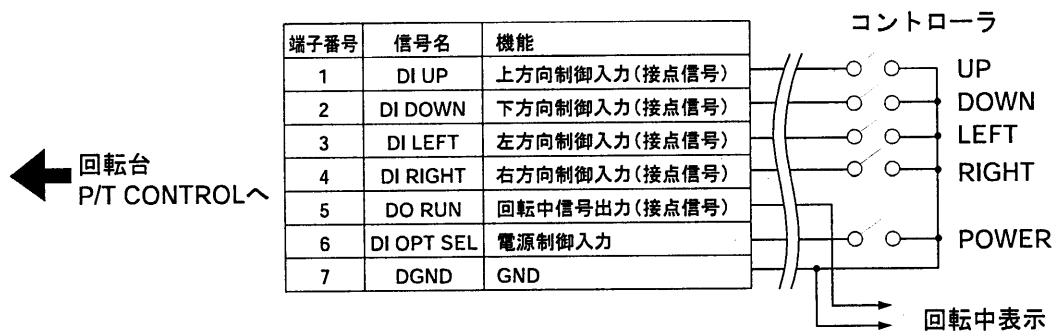 コントローラ
端子番号 信号名 機能
1 DI UP 上方向制御入力(接点信号) UP
2 DI DOWN 下方向制御入力(接点信号) DOWN
3 DI LEFT 左方向制御入力(接点信号) LEFT
4 DI RIGHT 右方向制御入力(接点信号) RIGHT
5 DO RUN 回転中信号出力(接点信号)
6 DI OPT SEL 電源制御入力 POWER
7 DGND GND
回転台
P/T CONTROLへ
回転中表示